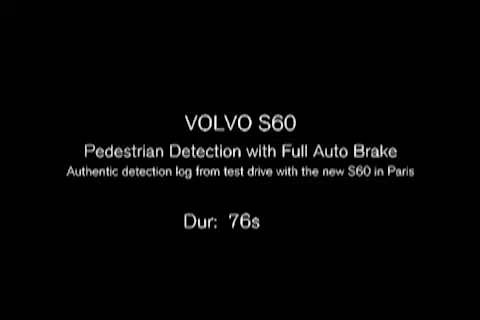 VOLVO S60
Pedestrian Detection with Full Auto Brake
Authentic detection log from test drive with the new S60 in Paris
Dur: 76s